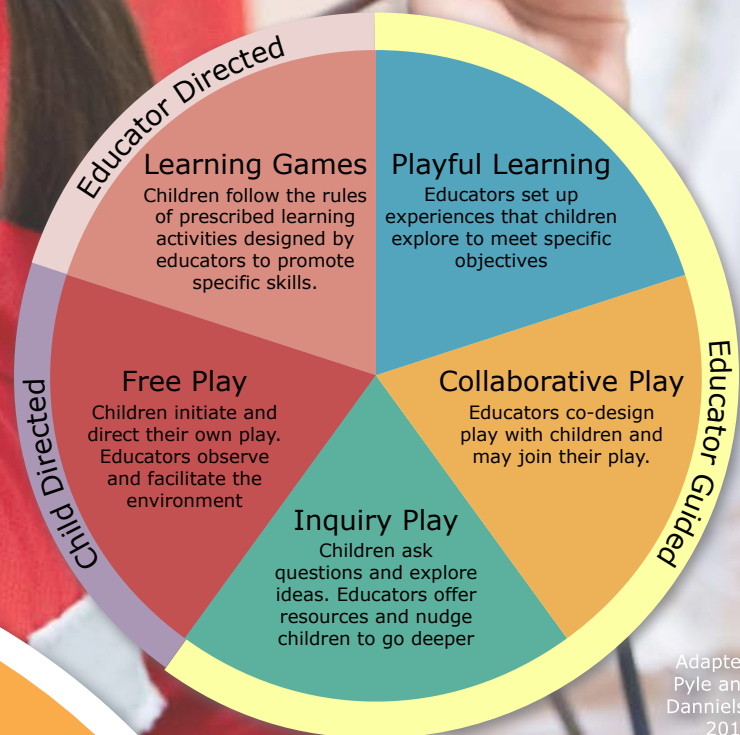 Educator Directed
Learning Games
Children follow the rules
of prescribed learning
activities designed by
educators to promote
specific skills.
Playful Learning
Educators set up
experiences that children
explore to meet specific
objectives
Free Play
Children initiate and
direct their own play.
Educators observe
and facilitate the
environment
Child Directed
Collaborative Play
Educators co-design
play with children and
may join their play.
Educator Guided
Inquiry Play
Children ask
questions and explore
ideas. Educators offer
resources and nudge
children to go deeper
Pyle